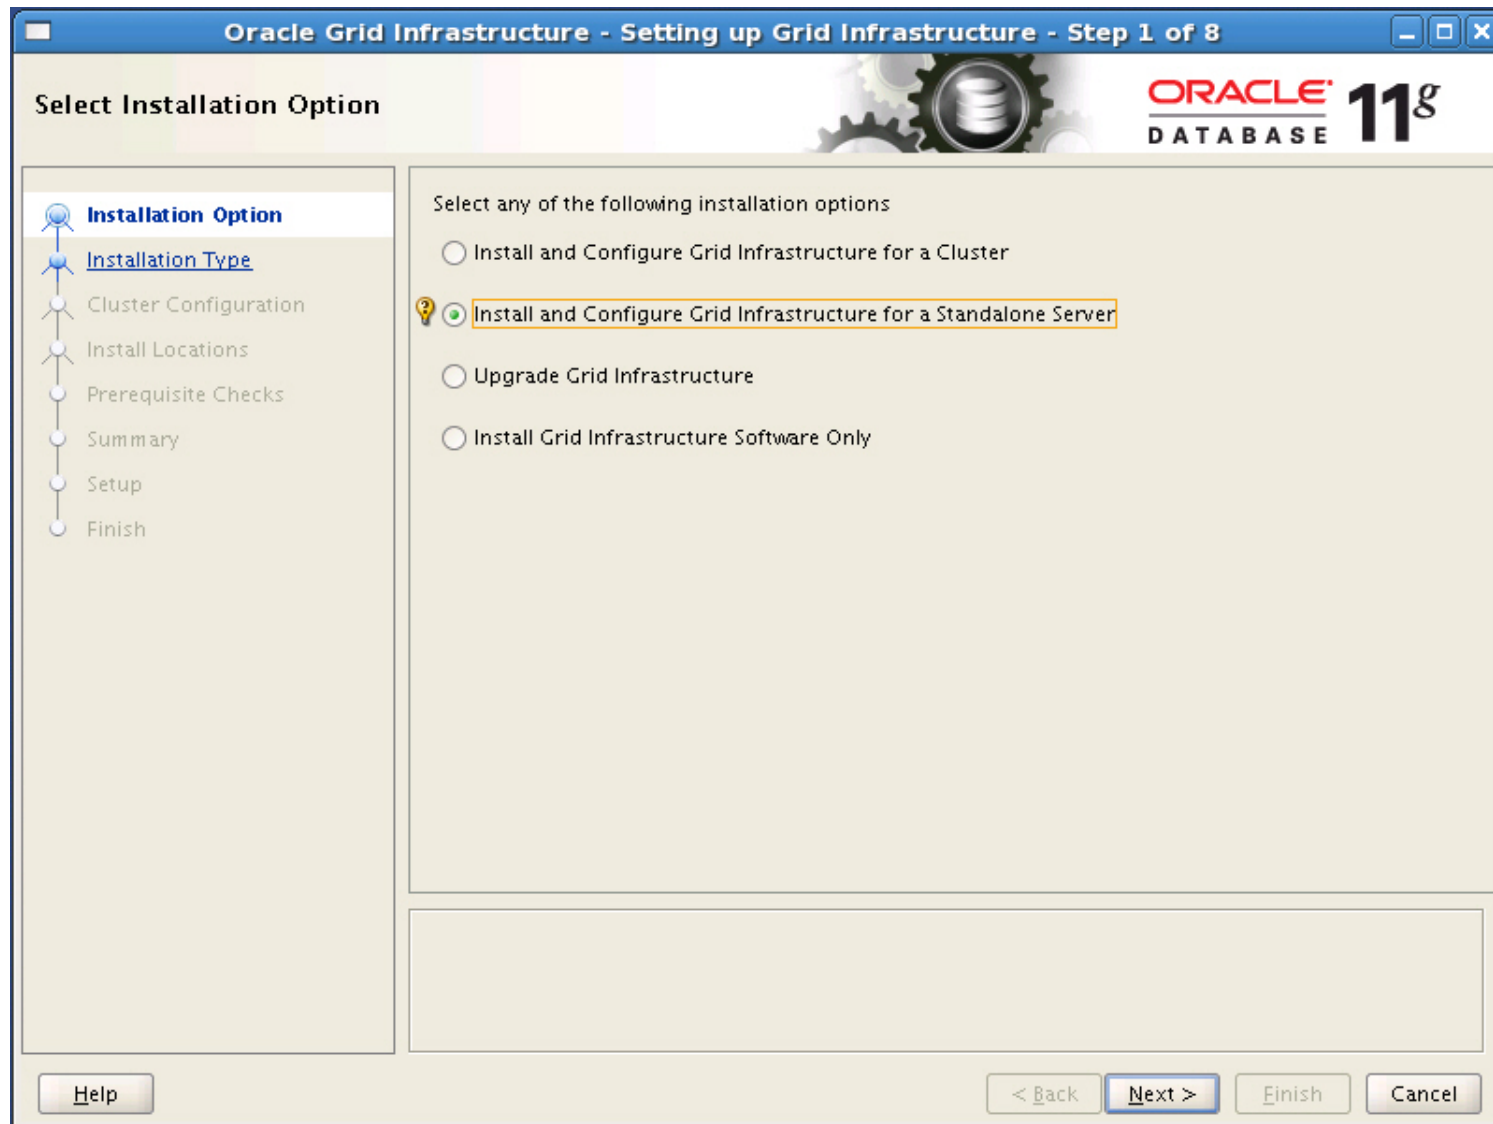 Oracle Grid Infrastructure - Setting up Grid Infrastructure - Step 1 of 8
Select Installation Option
ORACLE DATABASE 11g
Installation Option
Installation Type
Cluster Configuration
Install Locations
Prerequisite Checks
Summary
Setup
Finish
Select any of the following installation options
Install and Configure Grid Infrastructure for a Cluster
Install and Configure Grid Infrastructure for a Standalone Server
Upgrade Grid Infrastructure
Install Grid Infrastructure Software Only
Help
< Back
Next >
Finish
Cancel